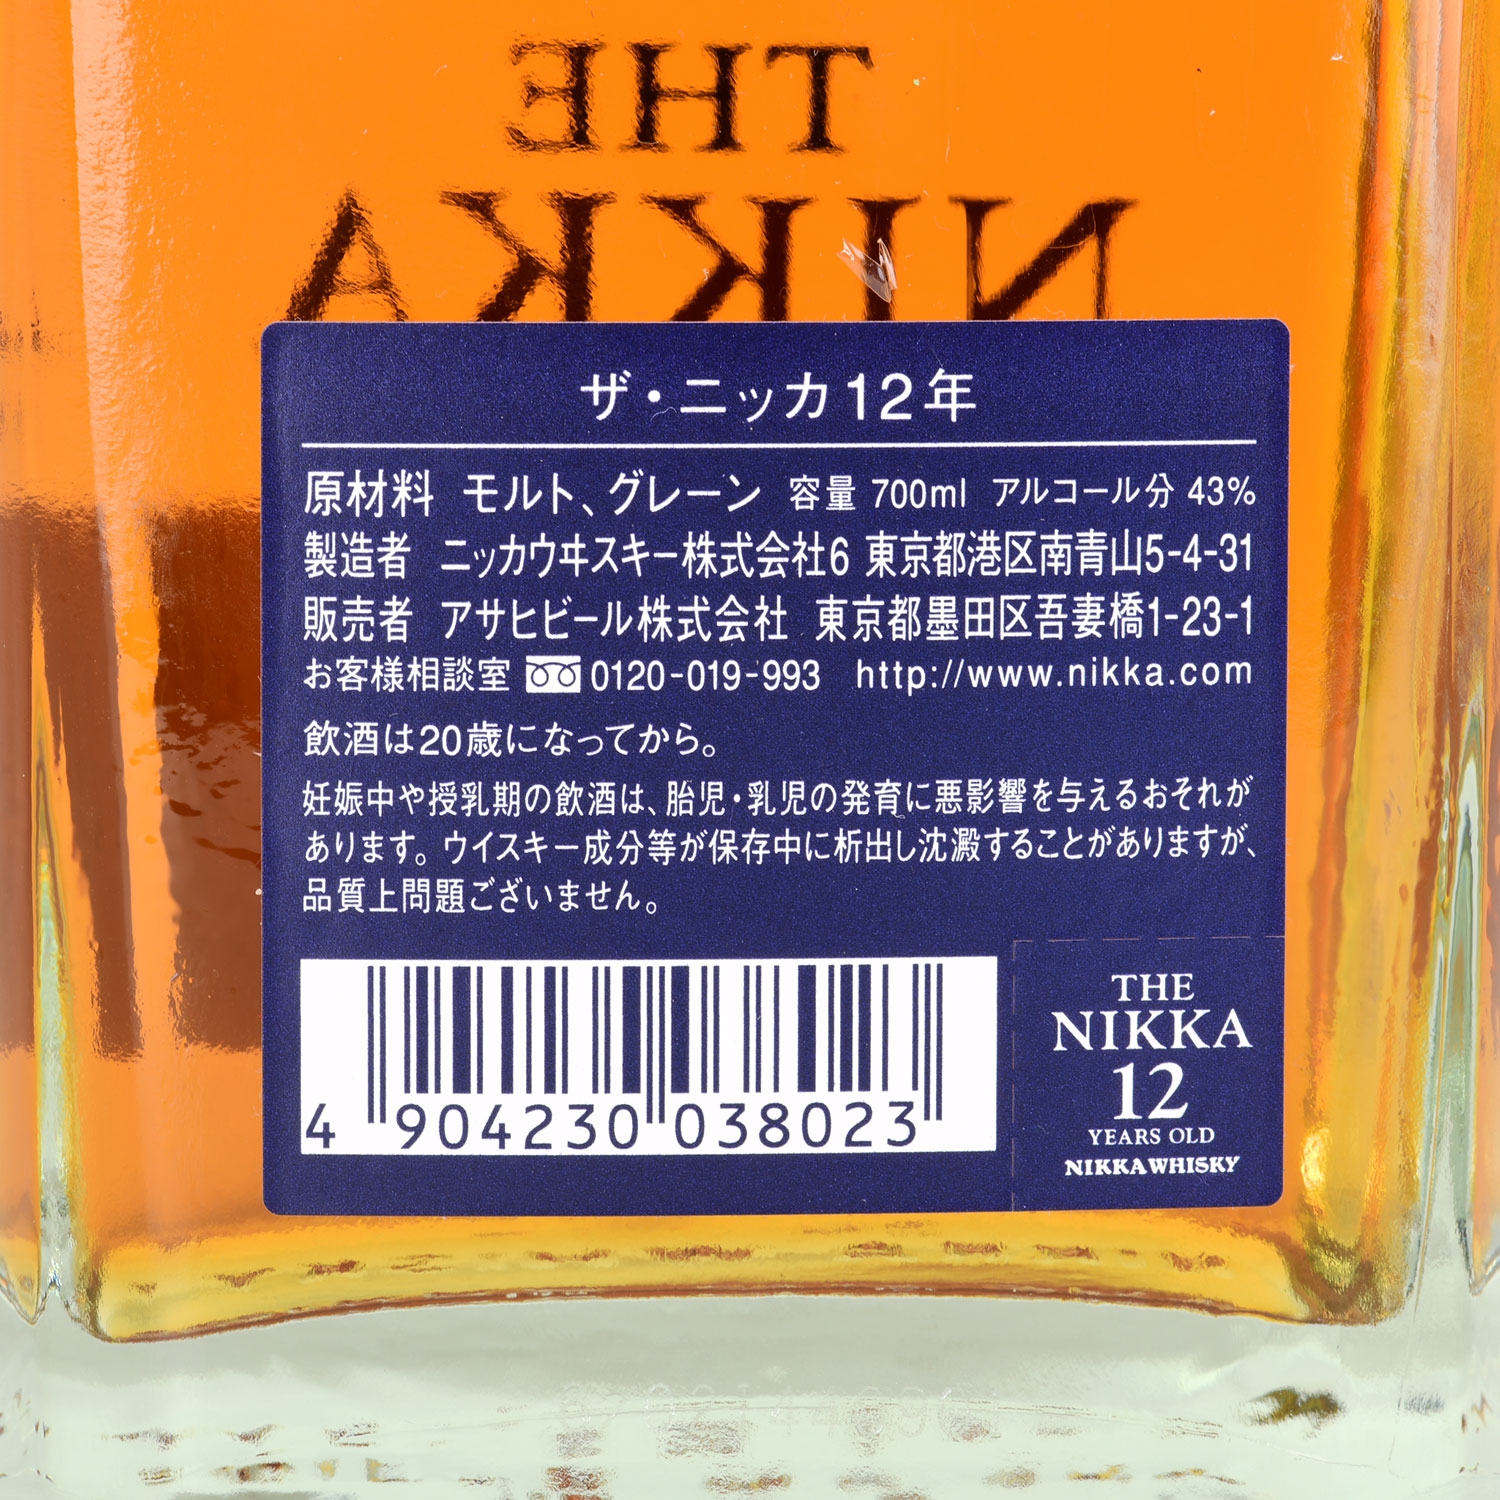 THE
NIKKA
ザ・ニッカ12年
原材料 モルト、グレーン 容量 700ml アルコール分 43%
製造者 ニッカウヰスキー株式会社6 東京都港区南青山5-4-31
販売者 アサヒビール株式会社 東京都墨田区吾妻橋1-23-1
お客様相談室 0120-019-993 http://www.nikka.com
飲酒は20歳になってから。
妊娠中や授乳期の飲酒は、胎児・乳児の発育に悪影響を与えるおそれが
あります。ウイスキー成分等が保存中に析出し沈澱することがありますが、
品質上問題ございません。
4 904230 038023
THE
NIKKA
12
YEARS OLD
NIKKA WHISKY